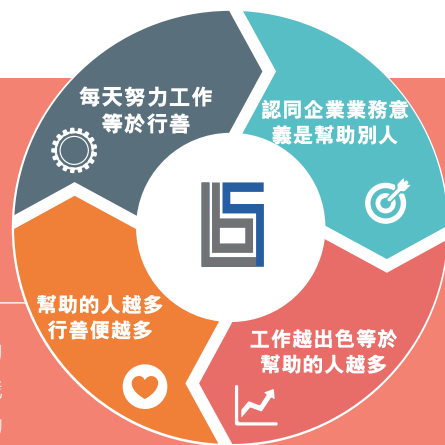 每天努力工作
等於行善
認同企業業務意
義是幫助別人
幫助的人越多
行善便越多
工作越出色等於
幫助的人越多